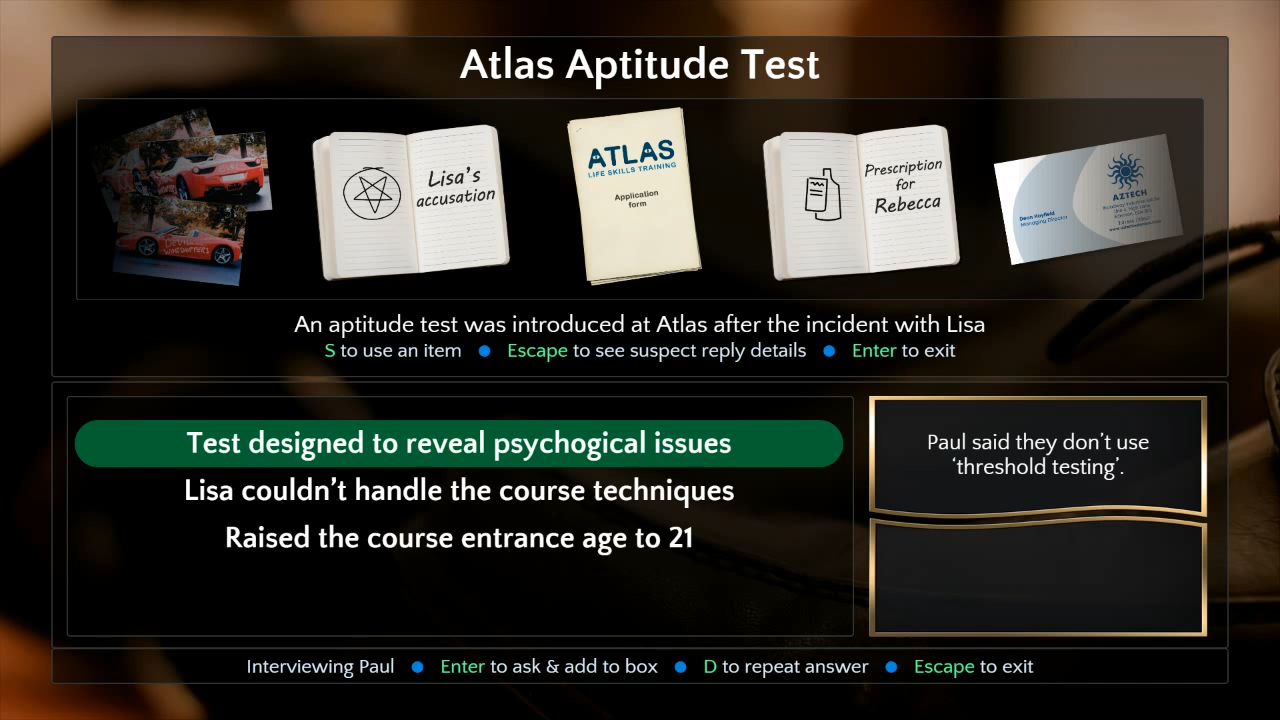 Atlas Aptitude Test
DEVIL
WORSHIPPERS
Lisa's
accusation
ATLAS
LIFE SKILLS TRAINING
Application
form
Prescription
for
Rebecca
AZTECH
Managing Director
An aptitude test was introduced at Atlas after the incident with Lisa
S to use an item
Escape to see suspect reply details
Enter to exit
Test designed to reveal psychogical issues
Lisa couldn't handle the course techniques
Raised the course entrance age to 21
Paul said they don't use
‘threshold testing’.
Interviewing Paul
Enter to ask & add to box
D to repeat answer
Escape to exit